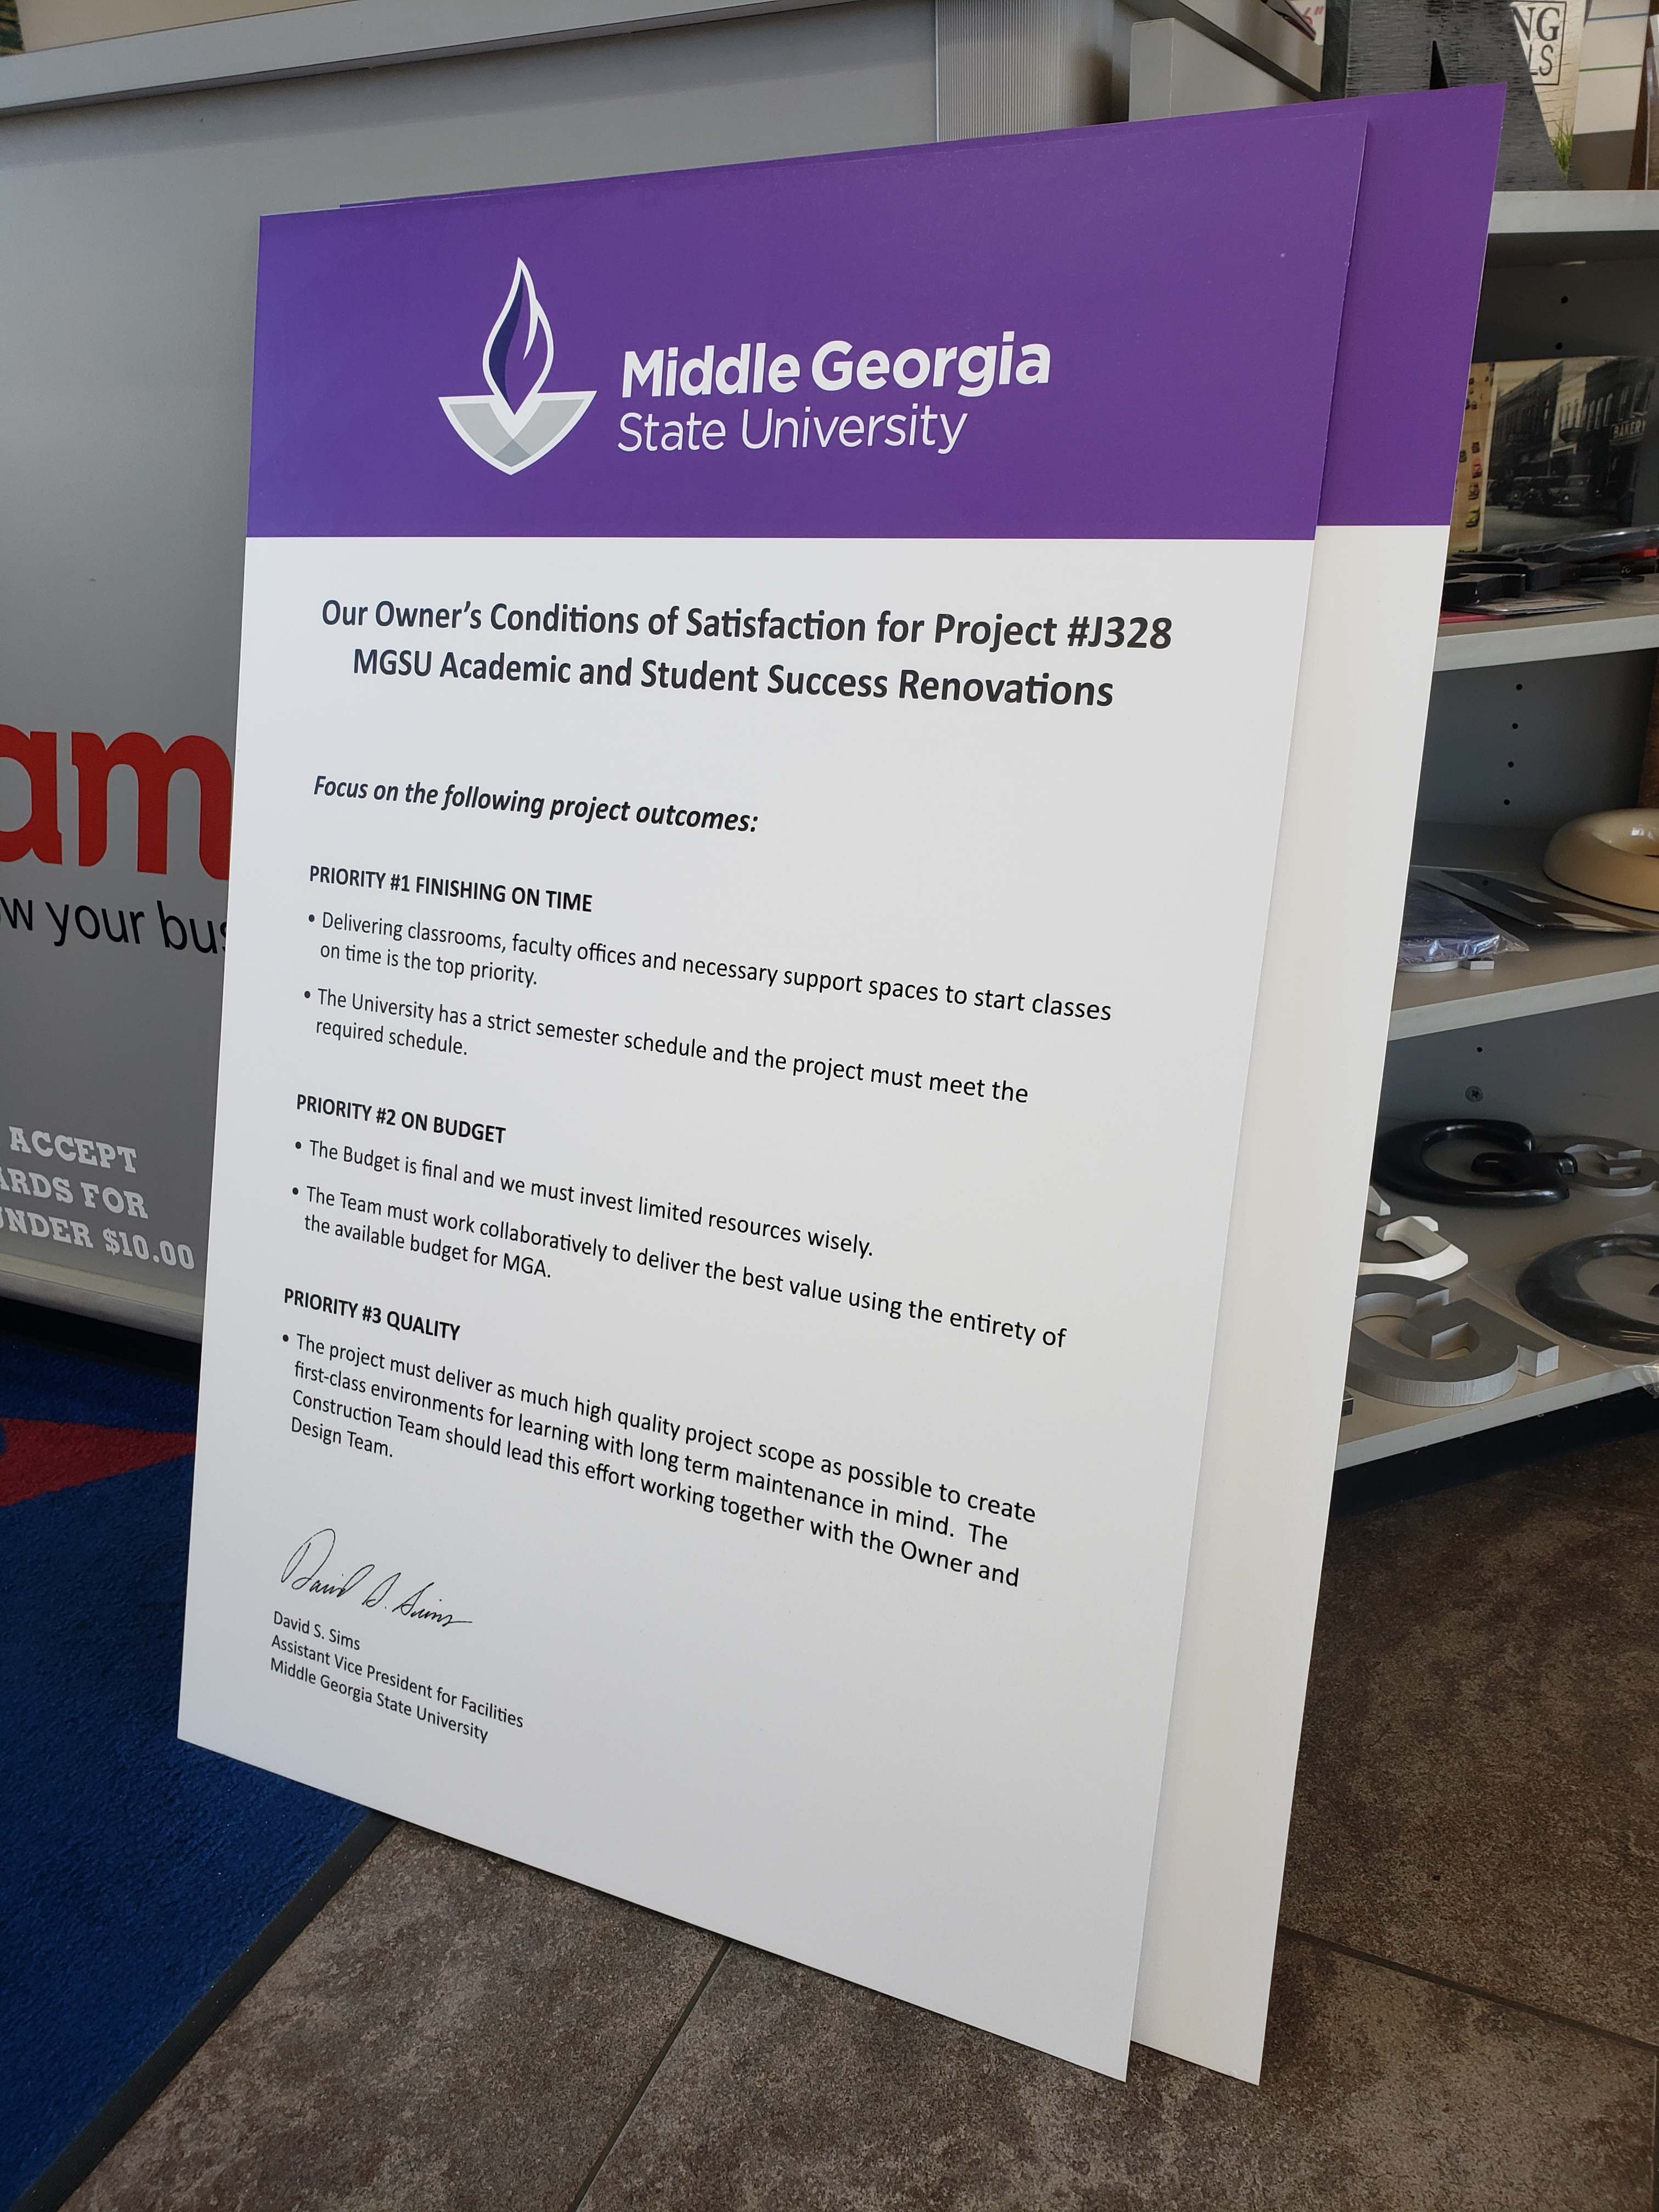 Middle Georgia
State University
Our Owner's Conditions of Satisfaction for Project #J328
MGSU Academic and Student Success Renovations
Focus on the following project outcomes:
PRIORITY #1 FINISHING ON TIME
• Delivering classrooms, faculty offices and necessary support spaces to start classes
on time is the top priority.
• The University has a strict semester schedule and the project must meet the
required schedule.
PRIORITY #2 ON BUDGET
• The Budget is final and we must invest limited resources wisely.
• The Team must work collaboratively to deliver the best value using the entirety of
the available budget for MGA.
PRIORITY #3 QUALITY
• The project must deliver as much high quality project scope as possible to create
first-class environments for learning with long term maintenance in mind.  The
Construction Team should lead this effort working together with the Owner and
Design Team.
David S. Sims
David S. Sims
Assistant Vice President for Facilities
Middle Georgia State University
am
w your bus
ACCEPT
ARDS FOR
UNDER $10.00
NG
LS
G
G
G